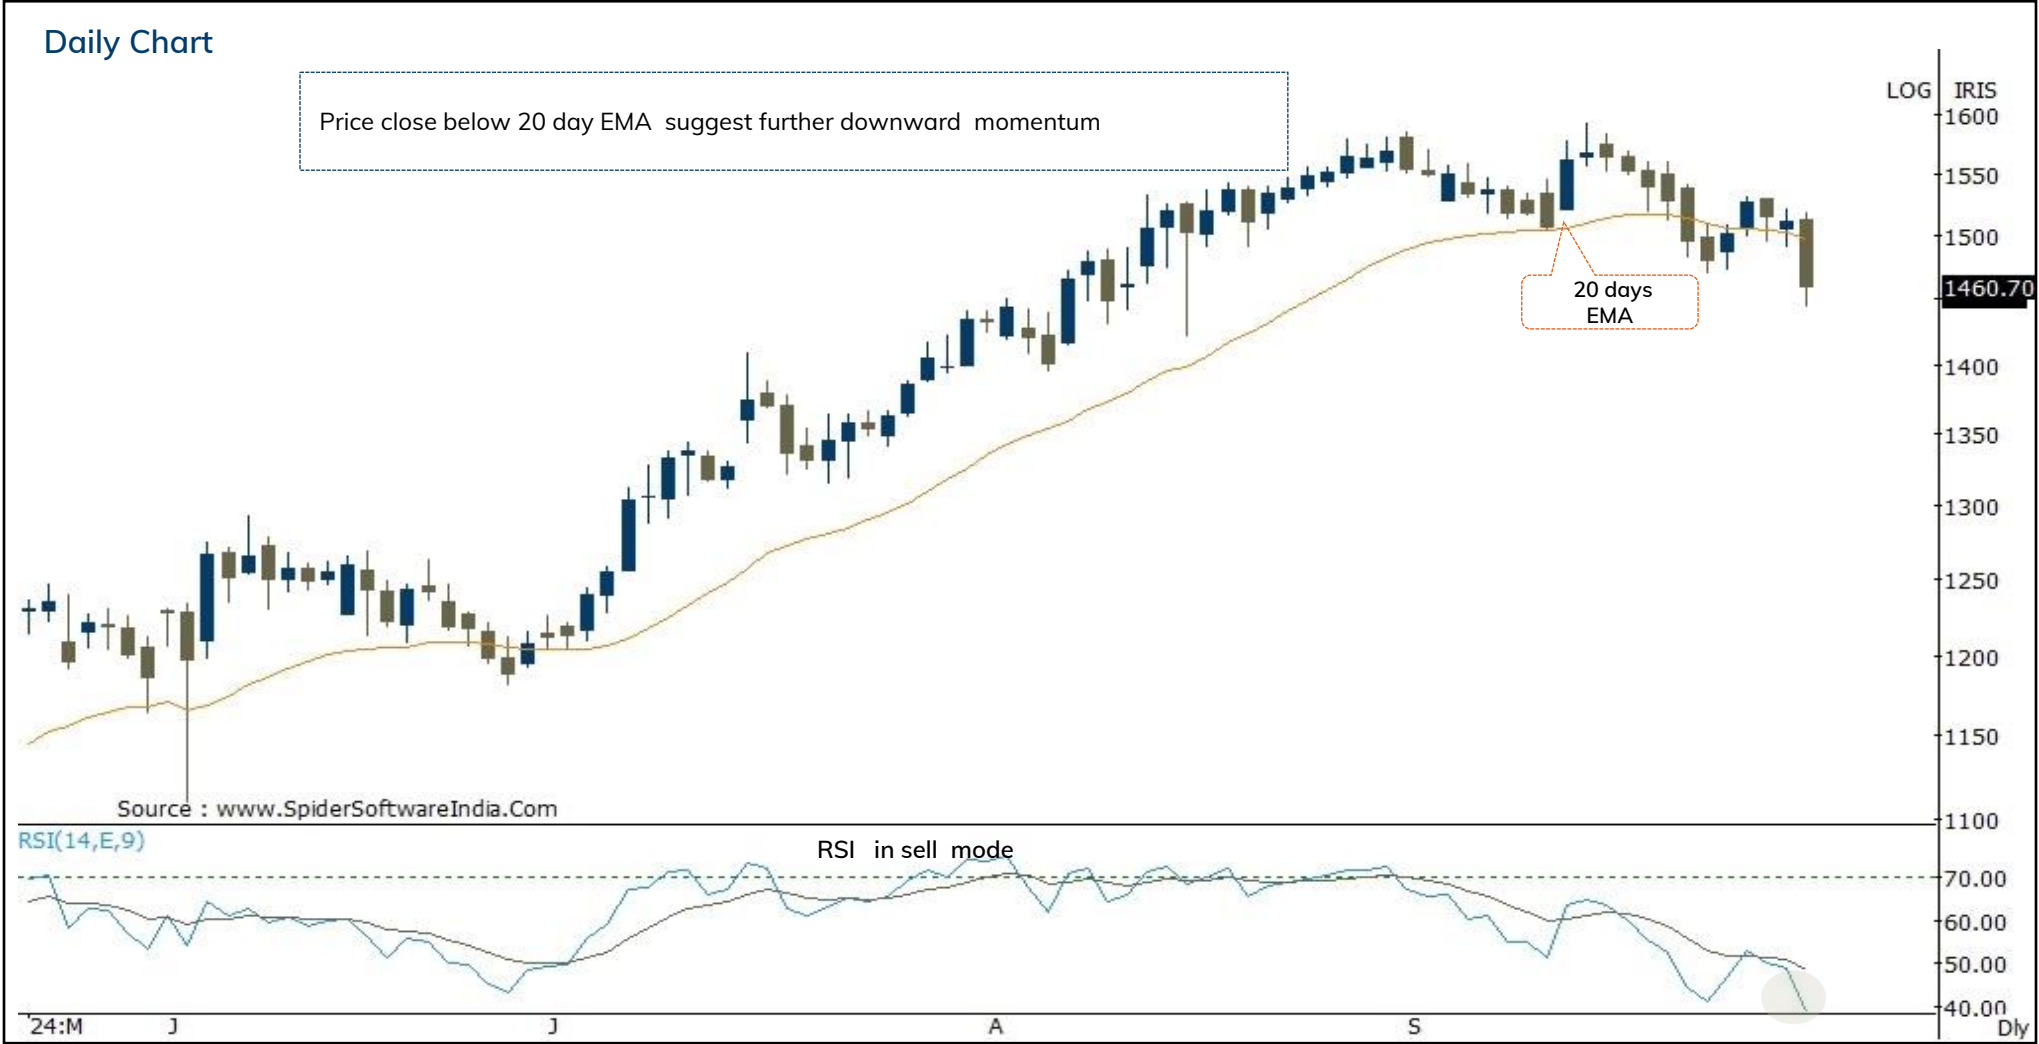 Daily Chart
Price close below 20 day EMA suggest further downward momentum
LOG IRIS
1600
1550
1500
1460.70
20 days
EMA
1400
1350
1300
1250
1200
1150
1100
Source : www.SpiderSoftwareIndia.Com
RSI(14,E,9)
RSI in sell mode
70.00
60.00
50.00
40.00
'24:M J J A S
Dly